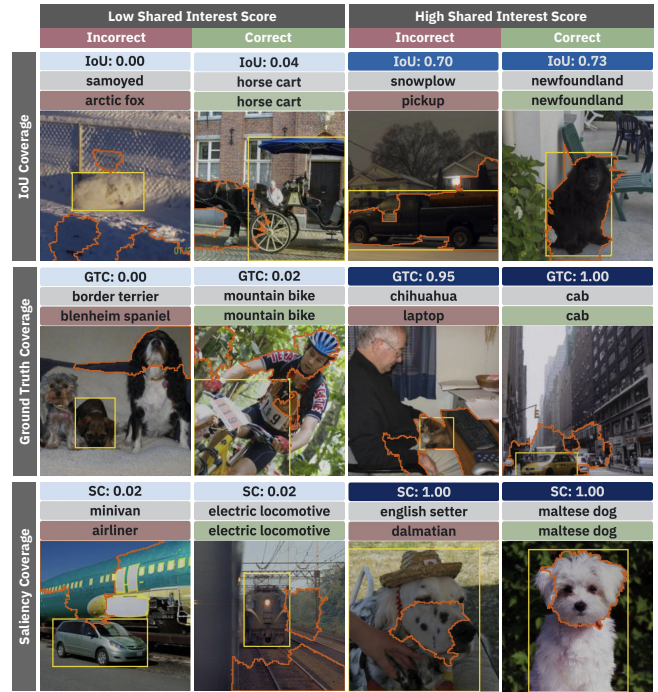 Low Shared Interest Score
High Shared Interest Score
Incorrect
Correct
Incorrect
Correct
IoU Coverage
IoU: 0.00
samoyed
arctic fox
IoU: 0.04
horse cart
horse cart
IoU: 0.70
snowplow
pickup
IoU: 0.73
newfoundland
newfoundland
Ground Truth Coverage
GTC: 0.00
border terrier
blenheim spaniel
GTC: 0.02
mountain bike
mountain bike
GTC: 0.95
chihuahua
laptop
GTC: 1.00
cab
cab
Saliency Coverage
SC: 0.02
minivan
airliner
SC: 0.02
electric locomotive
electric locomotive
SC: 1.00
english setter
dalmatian
SC: 1.00
maltese dog
maltese dog